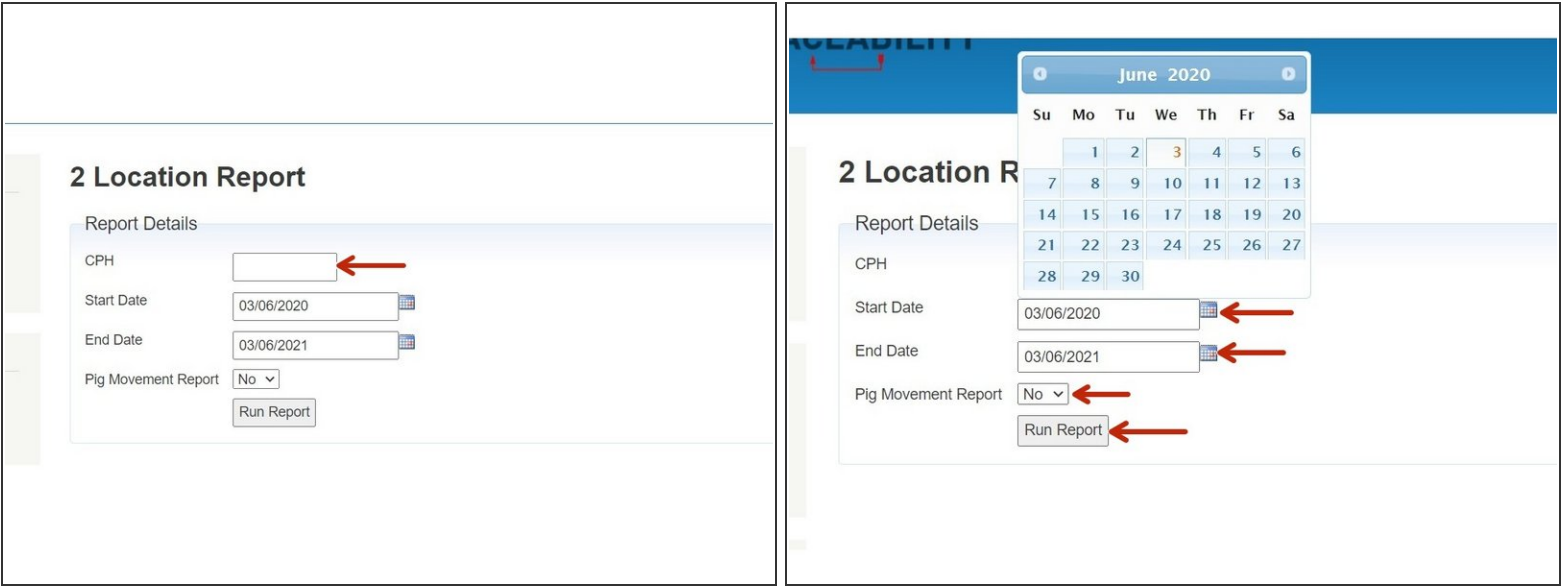 2 Location Report
Report Details
CPH
Start Date 03/06/2020
End Date 03/06/2021
Pig Movement Report No
Run Report
June 2020
Su Mo Tu We Th Fr Sa
1 2 3 4 5 6
7 8 9 10 11 12 13
14 15 16 17 18 19 20
21 22 23 24 25 26 27
28 29 30
2 Location R
Report Details
CPH
Start Date 03/06/2020
End Date 03/06/2021
Pig Movement Report No
Run Report